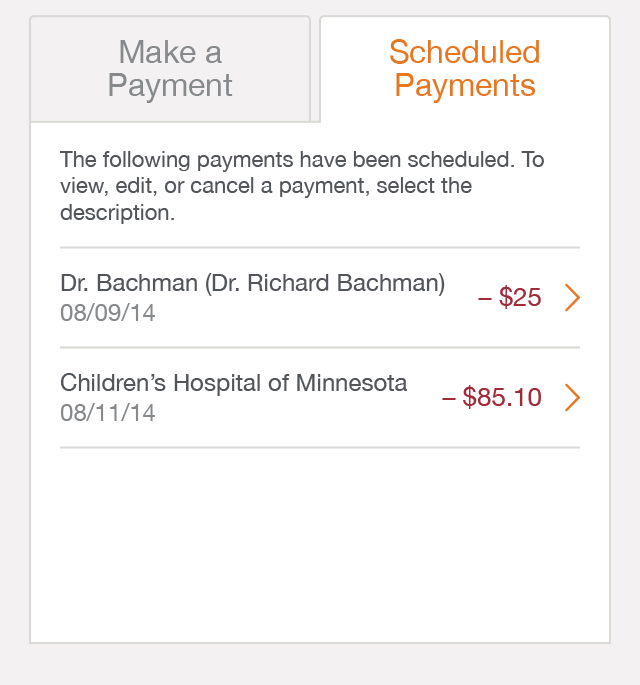 Make a
Payment
Scheduled
Payments
The following payments have been scheduled. To
view, edit, or cancel a payment, select the
description.
Dr. Bachman (Dr. Richard Bachman)
– $25
08/09/14
Children’s Hospital of Minnesota
– $85.10
08/11/14